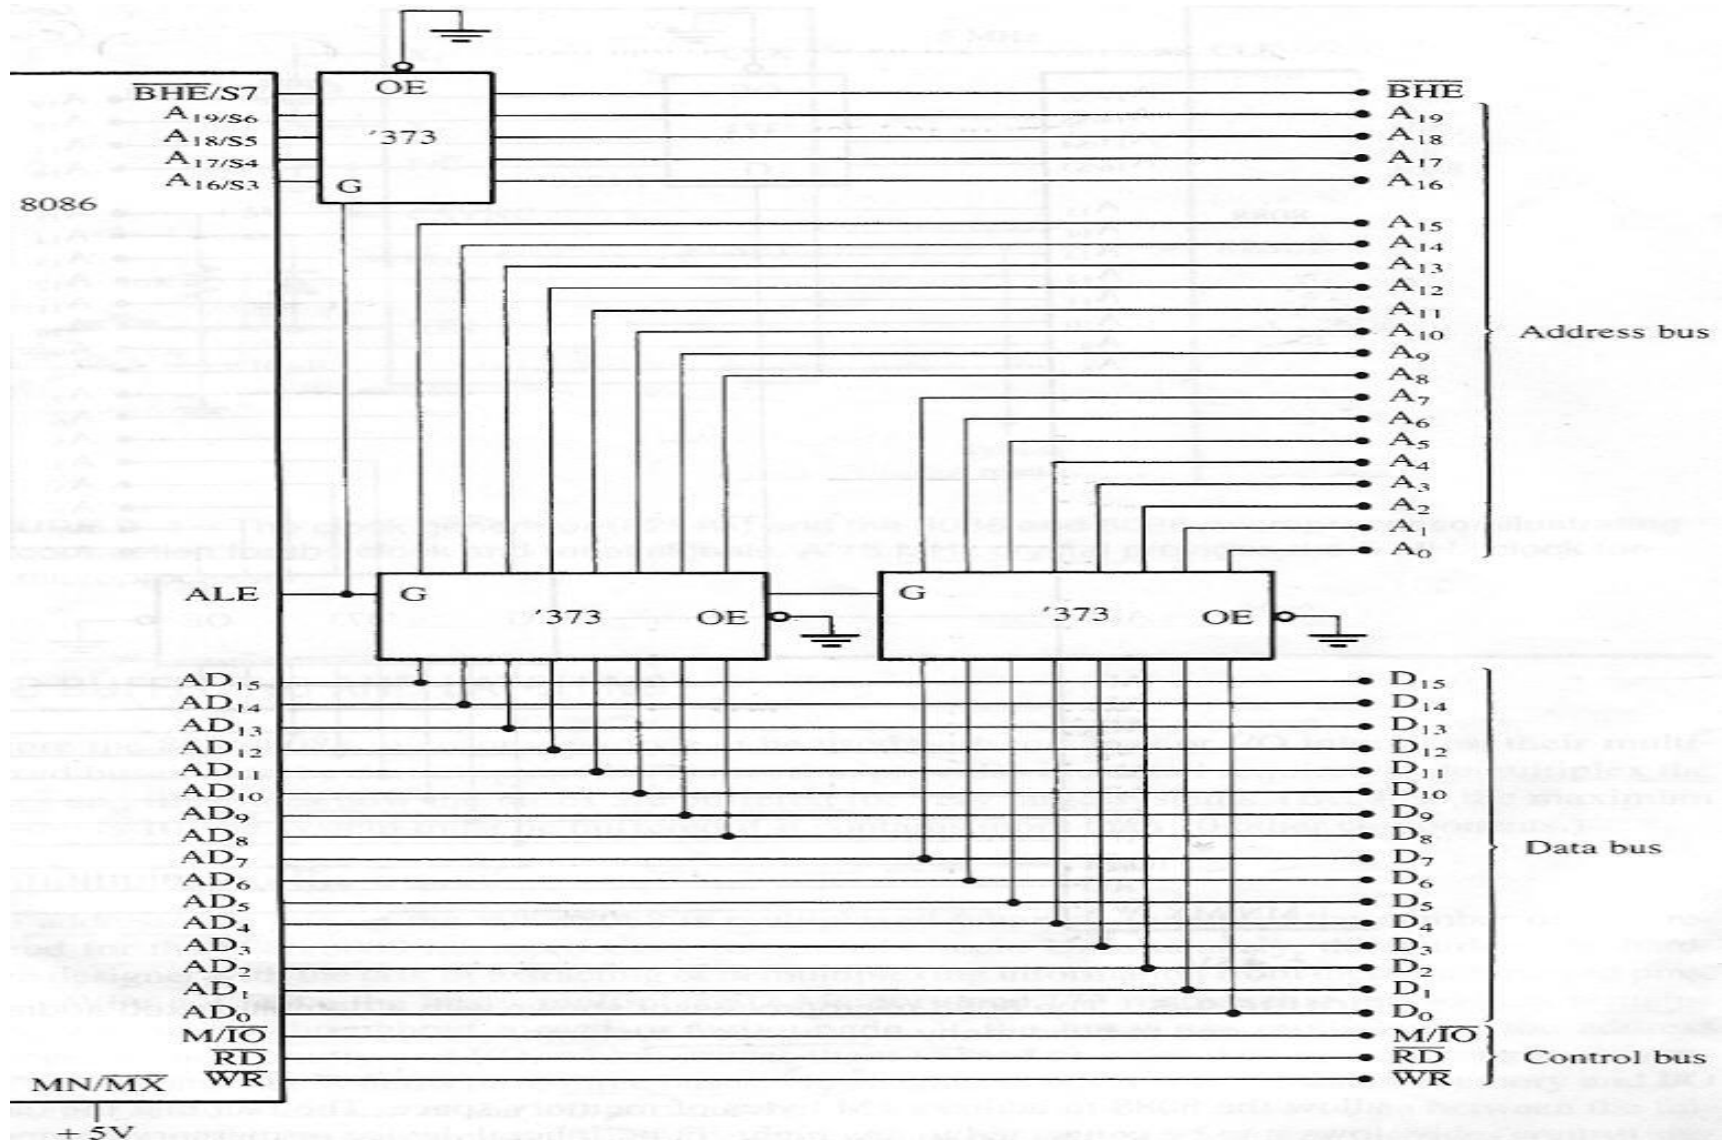 OE
BHE/S7
A19/S6
'373
A18/S5
A17/S4
A16/S3
G
8086
BHE
A19
A18
A17
A16
A15
A14
A13
A12
A11
A10
A9
A8
A7
A6
A5
A4
A3
A2
A1
A0
Address bus
ALE
G
'373
OE
G
'373
OE
AD15
AD14
AD13
AD12
AD11
AD10
AD9
AD8
AD7
AD6
AD5
AD4
AD3
AD2
AD1
AD0
M/IO
RD
WR
MN/MX
+5V
D15
D14
D13
D12
D11
D10
D9
D8
D7
D6
D5
D4
D3
D2
D1
D0
Data bus
M/IO
RD
WR
Control bus